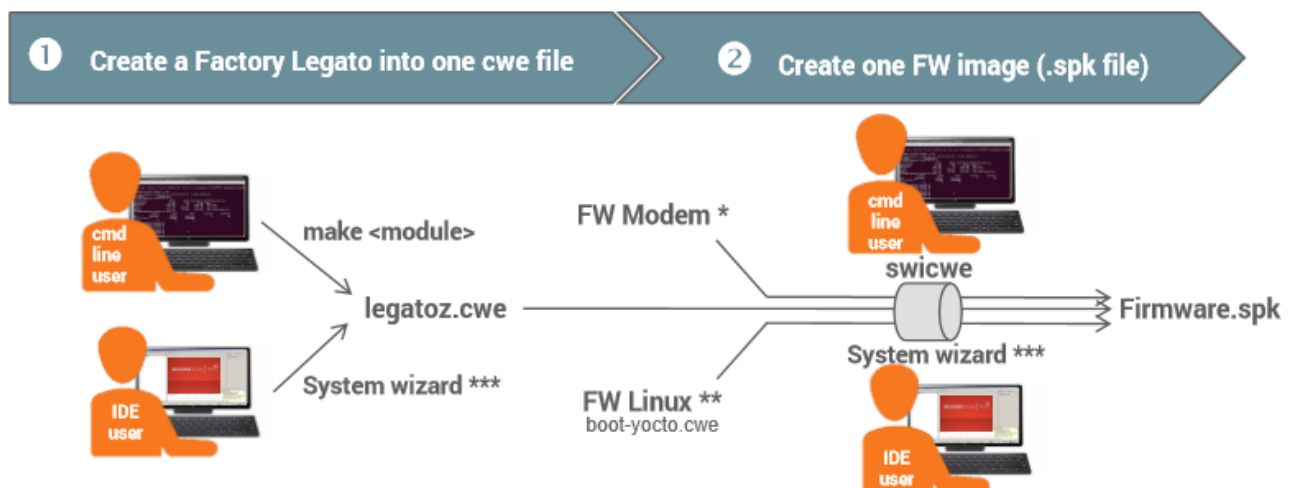 1 Create a Factory Legato into one cwe file
2 Create one FW image (.spk file)
cmd
line
user
make <module>
legatoz.cwe
IDE
user
System wizard ***
FW Modem *
cmd
line
user
swicwe
Firmware.spk
System wizard ***
FW Linux **
boot-yocto.cwe
IDE
user